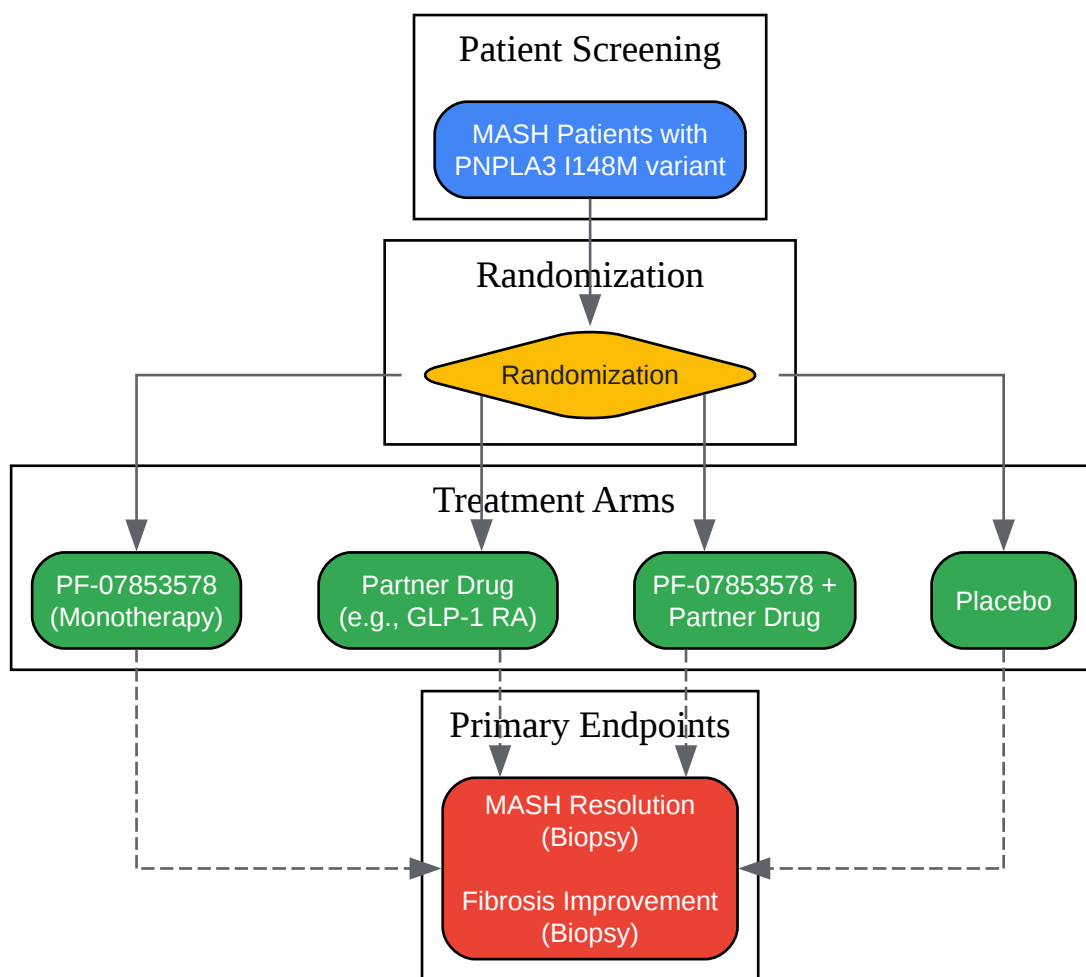 Patient Screening
MASH Patients with
PNPLA3 I148M variant
Randomization
Randomization
Treatment Arms
PF-07853578
(Monotherapy)
Partner Drug
(e.g., GLP-1 RA)
PF-07853578 +
Partner Drug
Placebo
Primary Endpoints
MASH Resolution
(Biopsy)
Fibrosis Improvement
(Biopsy)